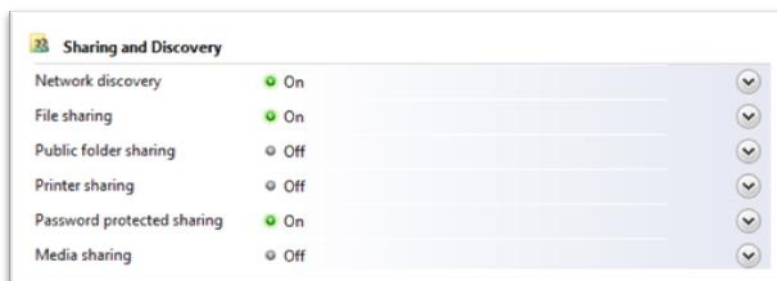 Sharing and Discovery
Network discovery On
File sharing On
Public folder sharing Off
Printer sharing Off
Password protected sharing On
Media sharing Off